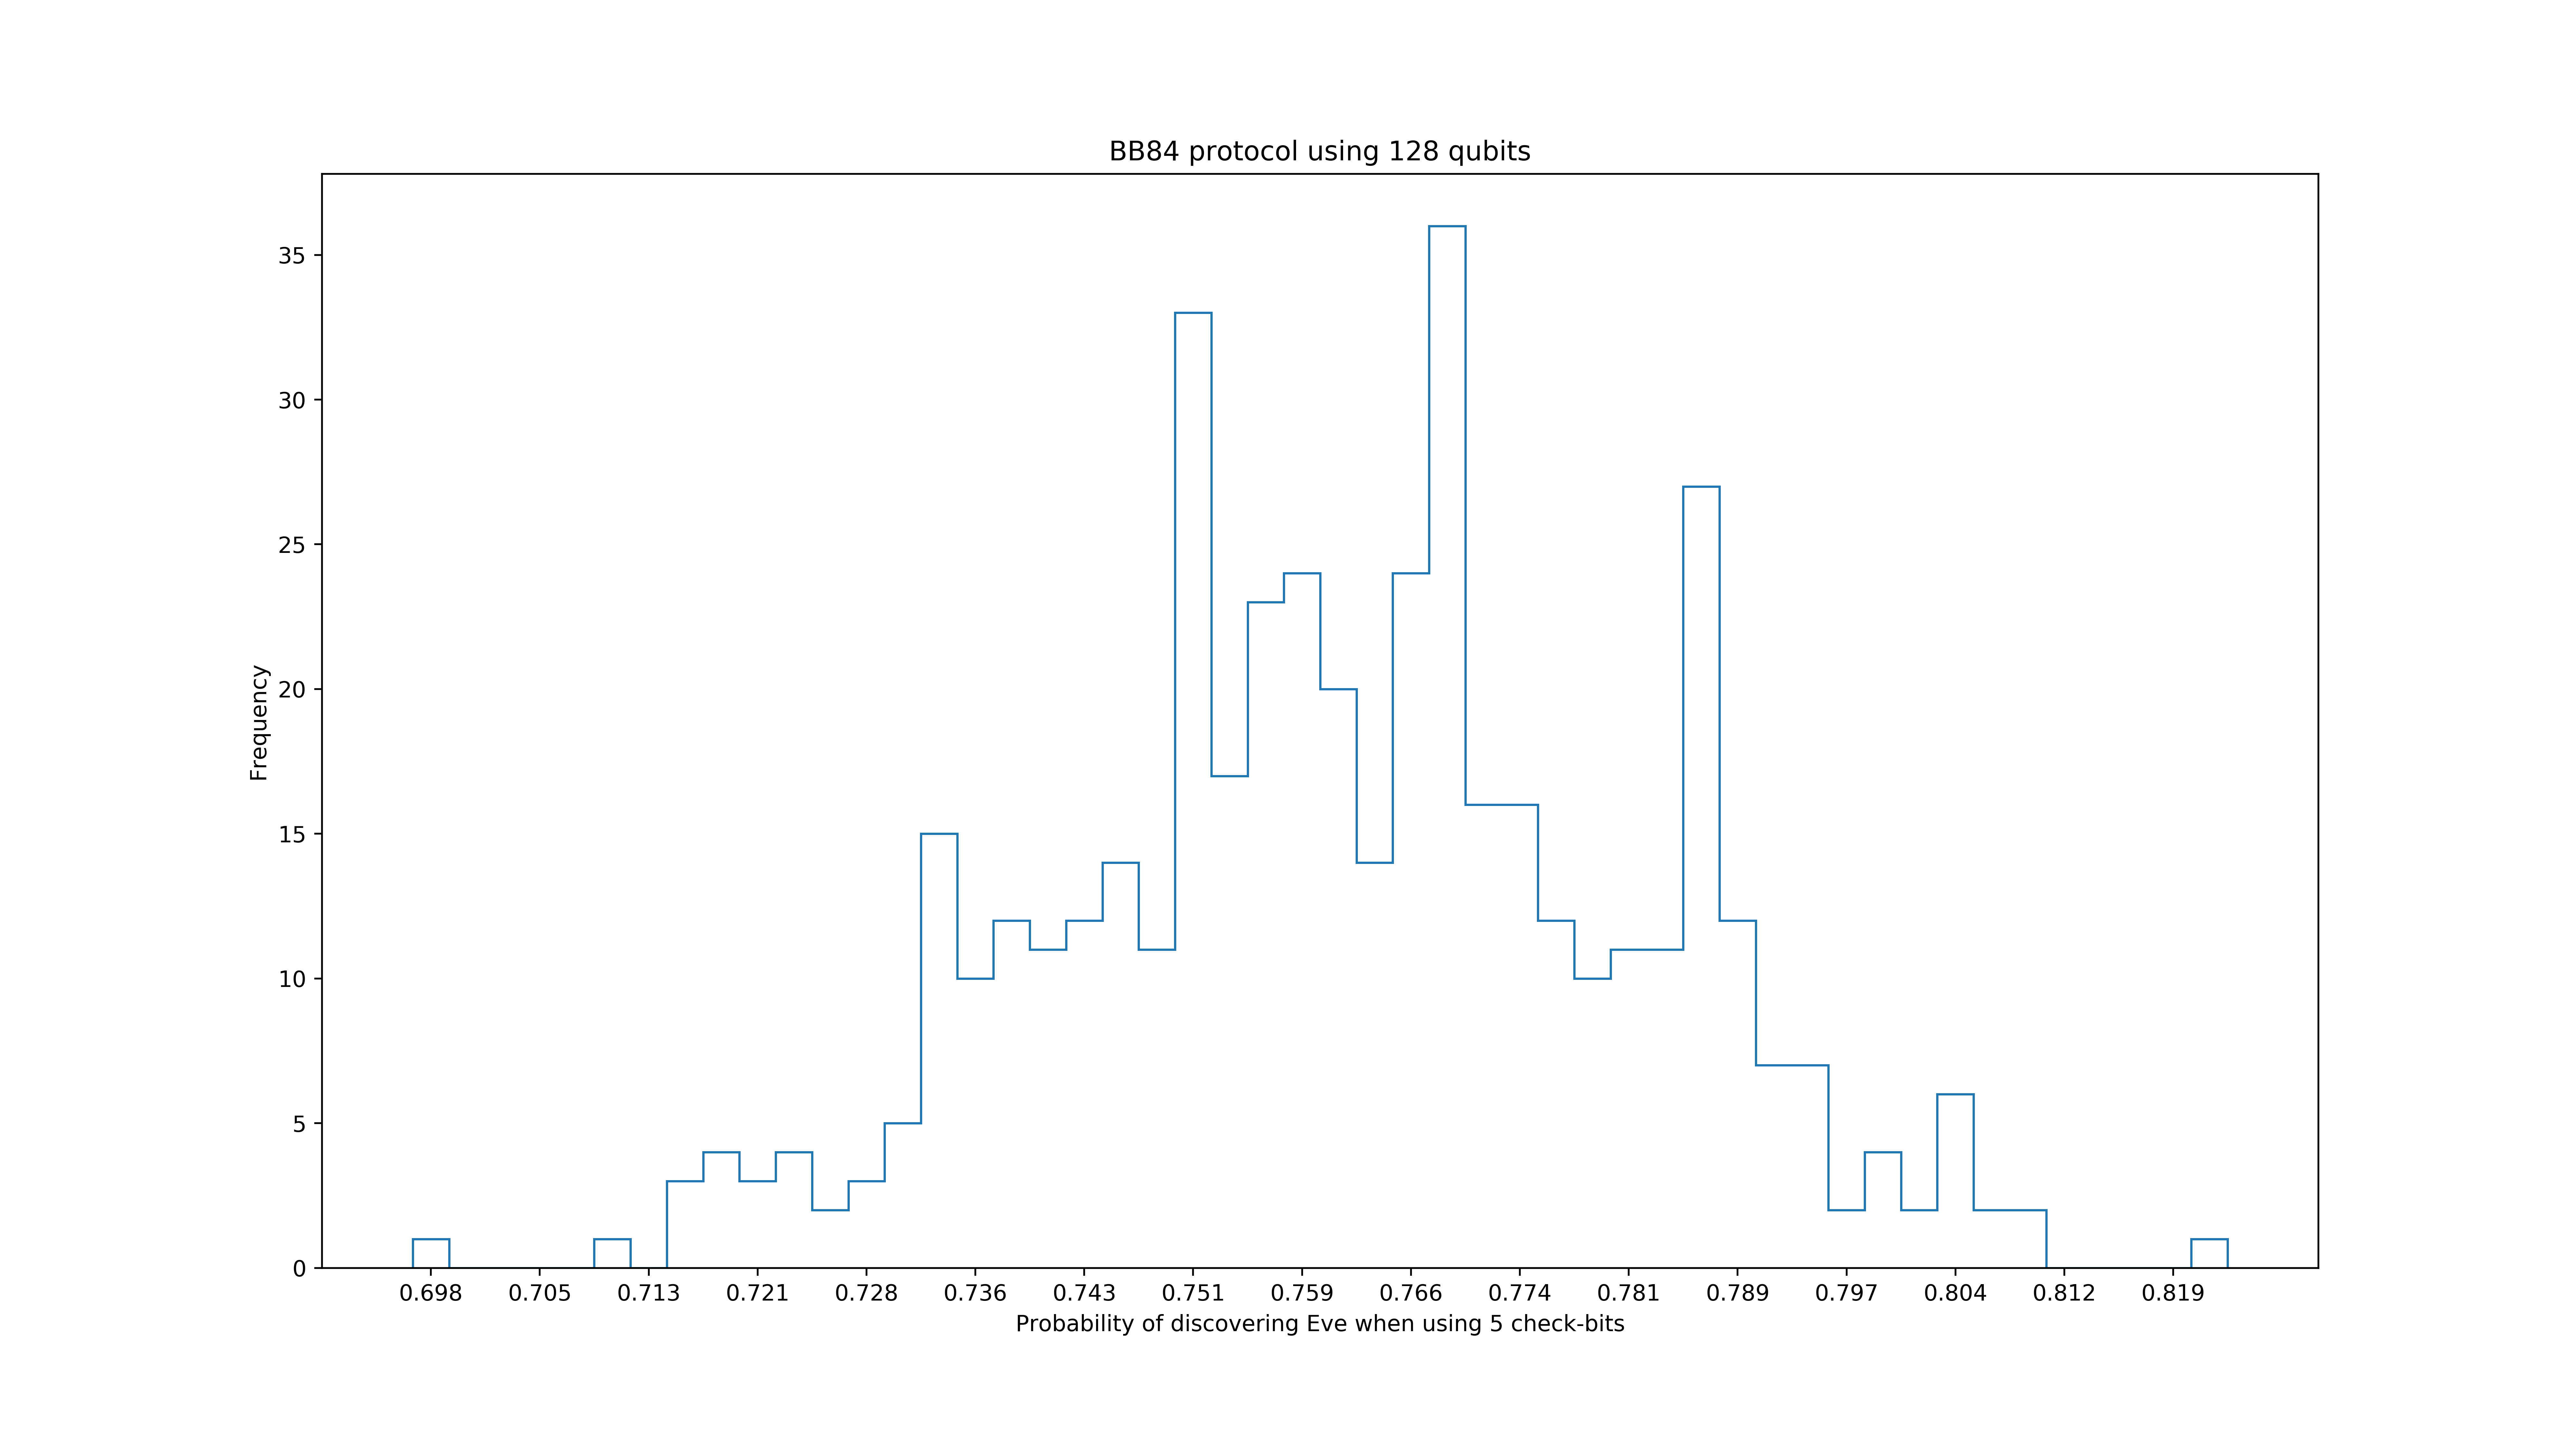 BB84 protocol using 128 qubits
35
30
25
20
15
10
5
0
Frequency
0.698 0.705 0.713 0.721 0.728 0.736 0.743 0.751 0.759 0.766 0.774 0.781 0.789 0.797 0.804 0.812 0.819
Probability of discovering Eve when using 5 check-bits